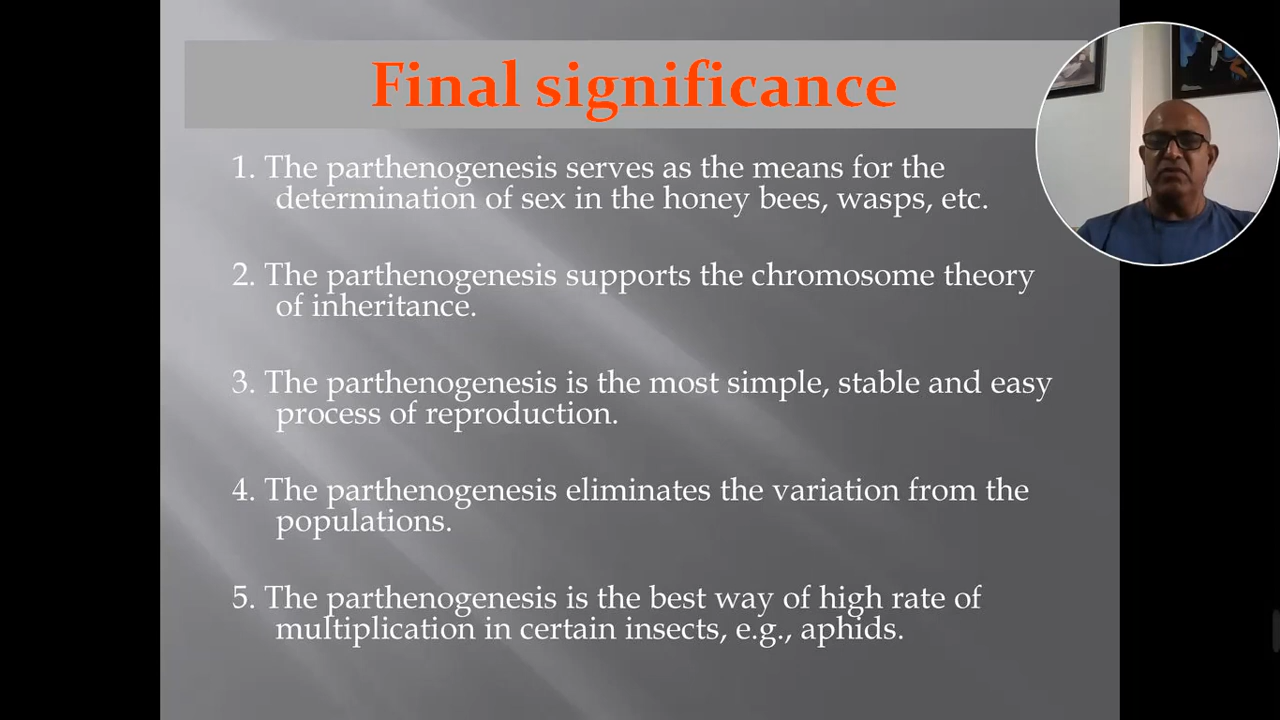 Final significance
1. The parthenogenesis serves as the means for the
determination of sex in the honey bees, wasps, etc.
2. The parthenogenesis supports the chromosome theory
of inheritance.
3. The parthenogenesis is the most simple, stable and easy
process of reproduction.
4. The parthenogenesis eliminates the variation from the
populations.
5. The parthenogenesis is the best way of high rate of
multiplication in certain insects, e.g., aphids.